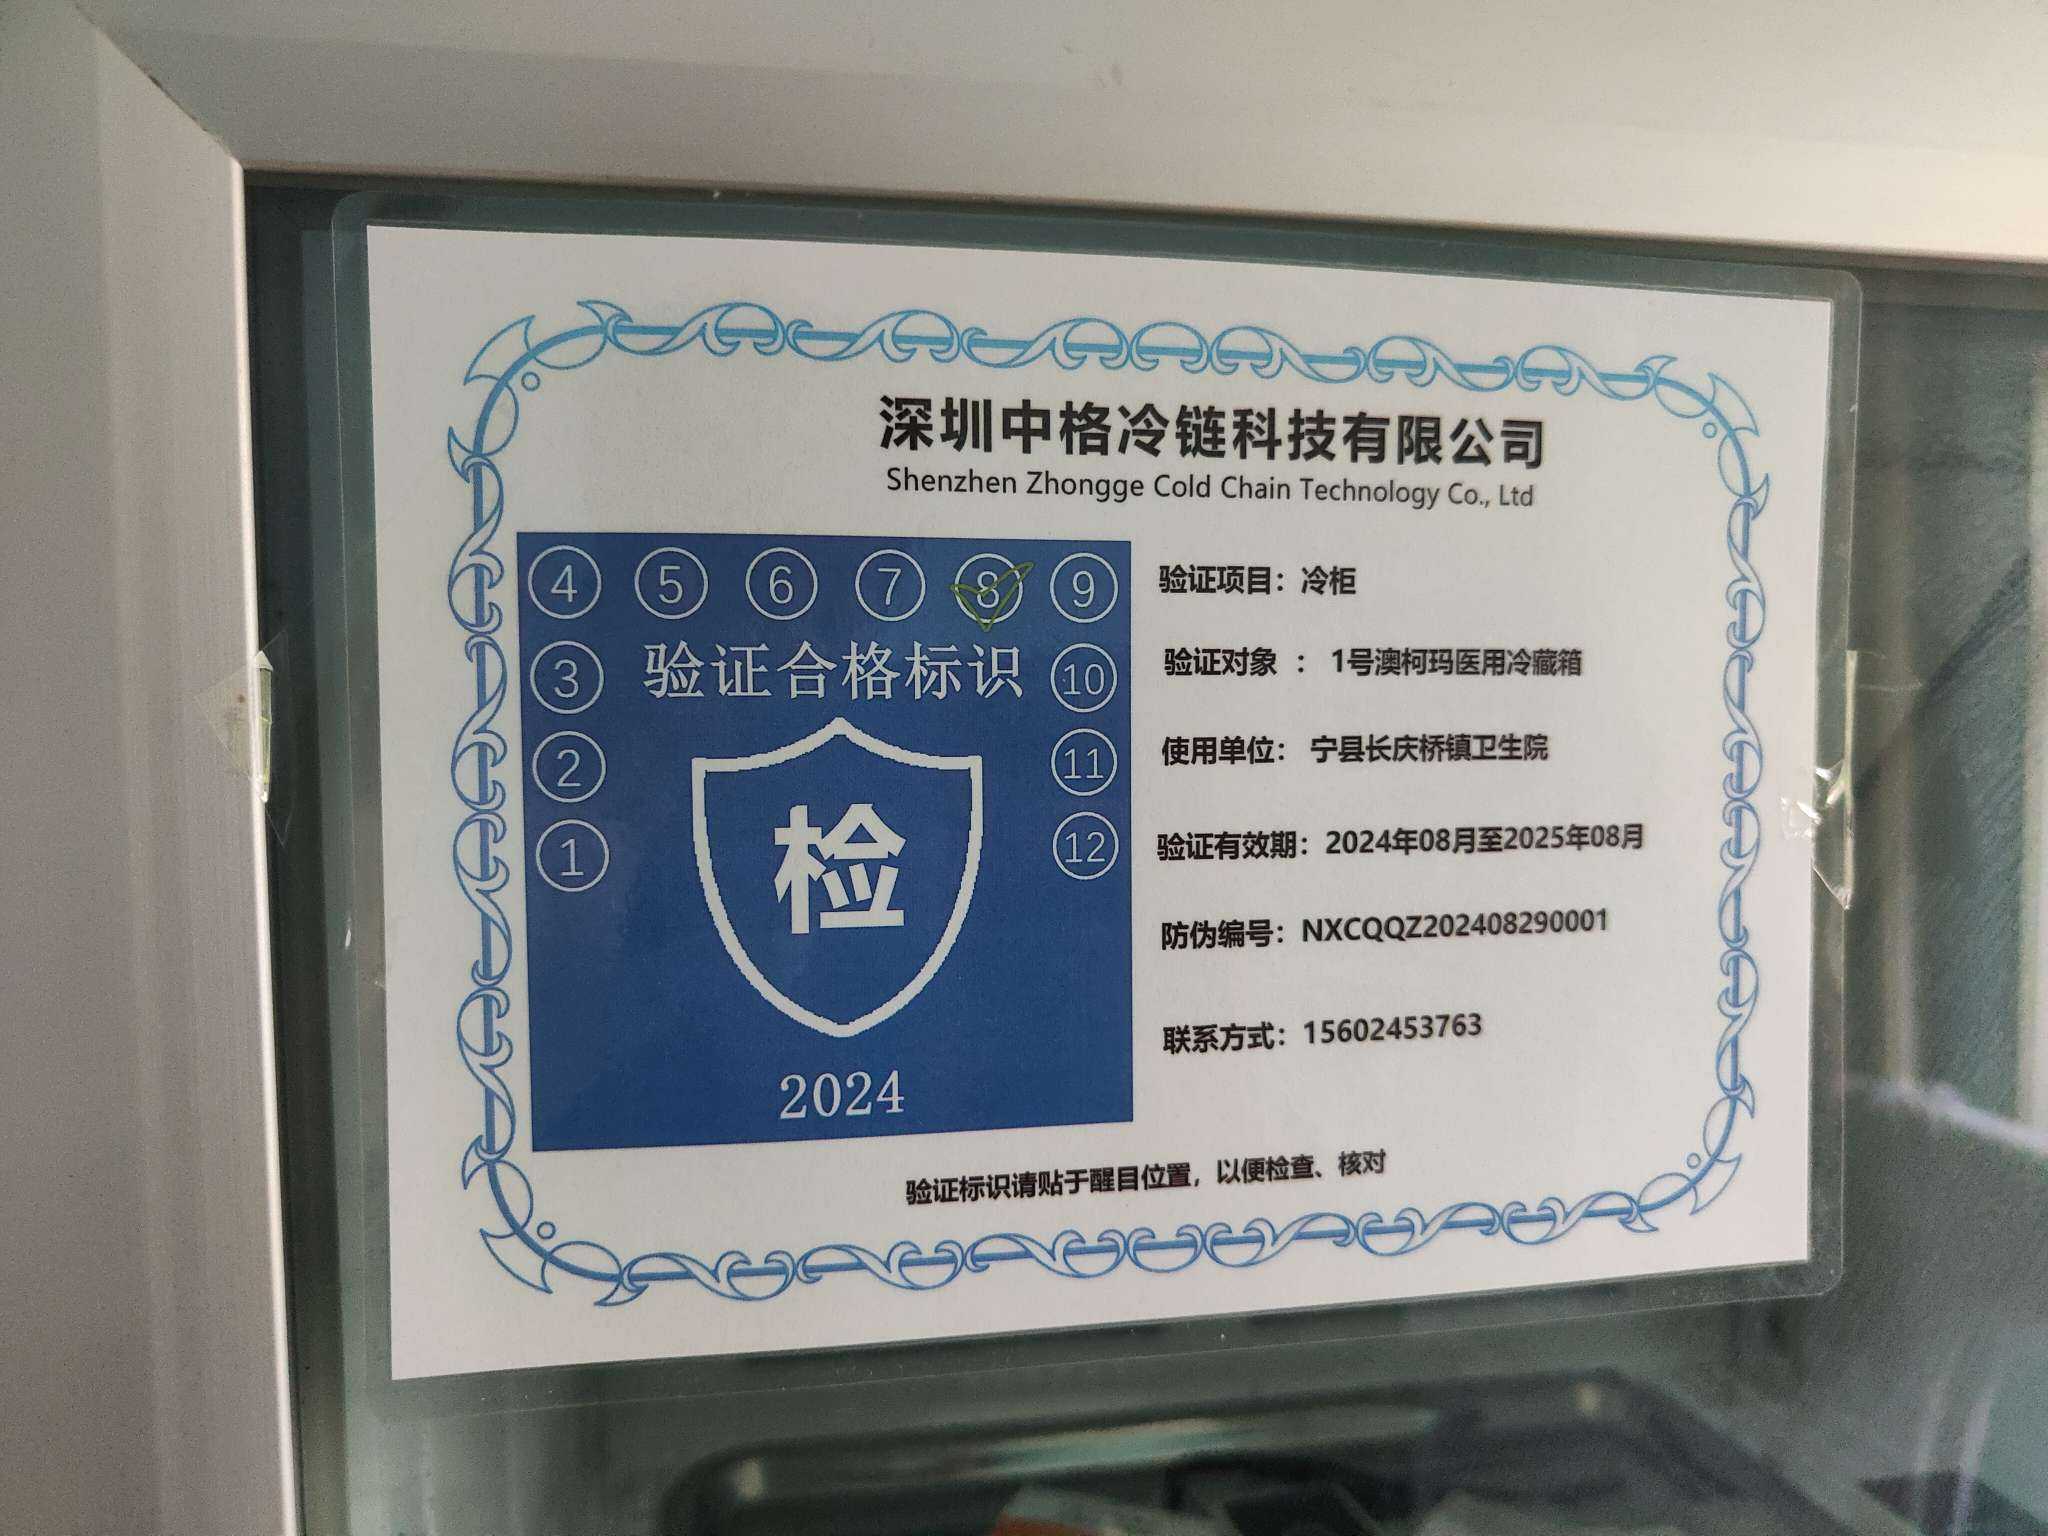 深圳中格冷链科技有限公司
Shenzhen Zhongge Cold Chain Technology Co., Ltd
④ ⑤ ⑥ ⑦ ⑧ ⑨
验证合格标识
③ ⑩
② ⑪
① ⑫
检
2024
验证项目：冷柜
验证对象 ： 1号澳柯玛医用冷藏箱
使用单位： 宁县长庆桥镇卫生院
验证有效期：2024年08月至2025年08月
防伪编号：NXCQQZ202408290001
联系方式：15602453763
验证标识请贴于醒目位置，以便检查、核对